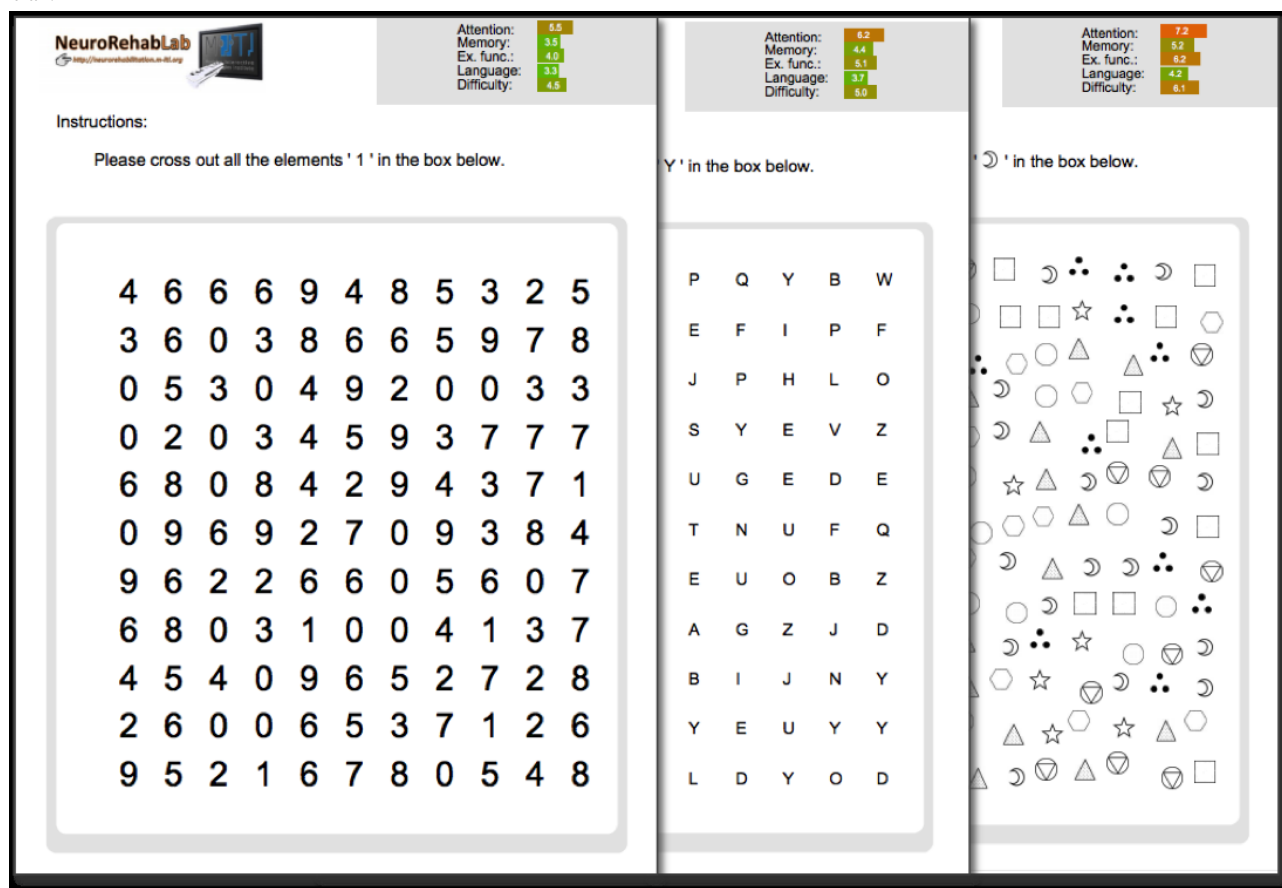 NeuroRehabLab
http://neurorehabilitation.m-iti.org
Attention: 5.5
Memory: 3.5
Ex. func.: 4.0
Language: 3.3
Difficulty: 4.5
Instructions:
Please cross out all the elements ' 1 ' in the box below.
4 6 6 6 9 4 8 5 3 2 5
3 6 0 3 8 6 6 5 9 7 8
0 5 3 0 4 9 2 0 0 3 3
0 2 0 3 4 5 9 3 7 7 7
6 8 0 8 4 2 9 4 3 7 1
0 9 6 9 2 7 0 9 3 8 4
9 6 2 2 6 6 0 5 6 0 7
6 8 0 3 1 0 0 4 1 3 7
4 5 4 0 9 6 5 2 7 2 8
2 6 0 0 6 5 3 7 1 2 6
9 5 2 1 6 7 8 0 5 4 8
Attention: 6.2
Memory: 4.4
Ex. func.: 5.1
Language: 3.7
Difficulty: 5.0
' Y ' in the box below.
P Q Y B W
E F I P F
J P H L O
S Y E V Z
U G E D E
T N U F Q
E U O B Z
A G Z J D
B I J N Y
Y E U Y Y
L D Y O D
Attention: 7.2
Memory: 5.2
Ex. func.: 6.2
Language: 4.2
Difficulty: 6.1
' ☽ ' in the box below.